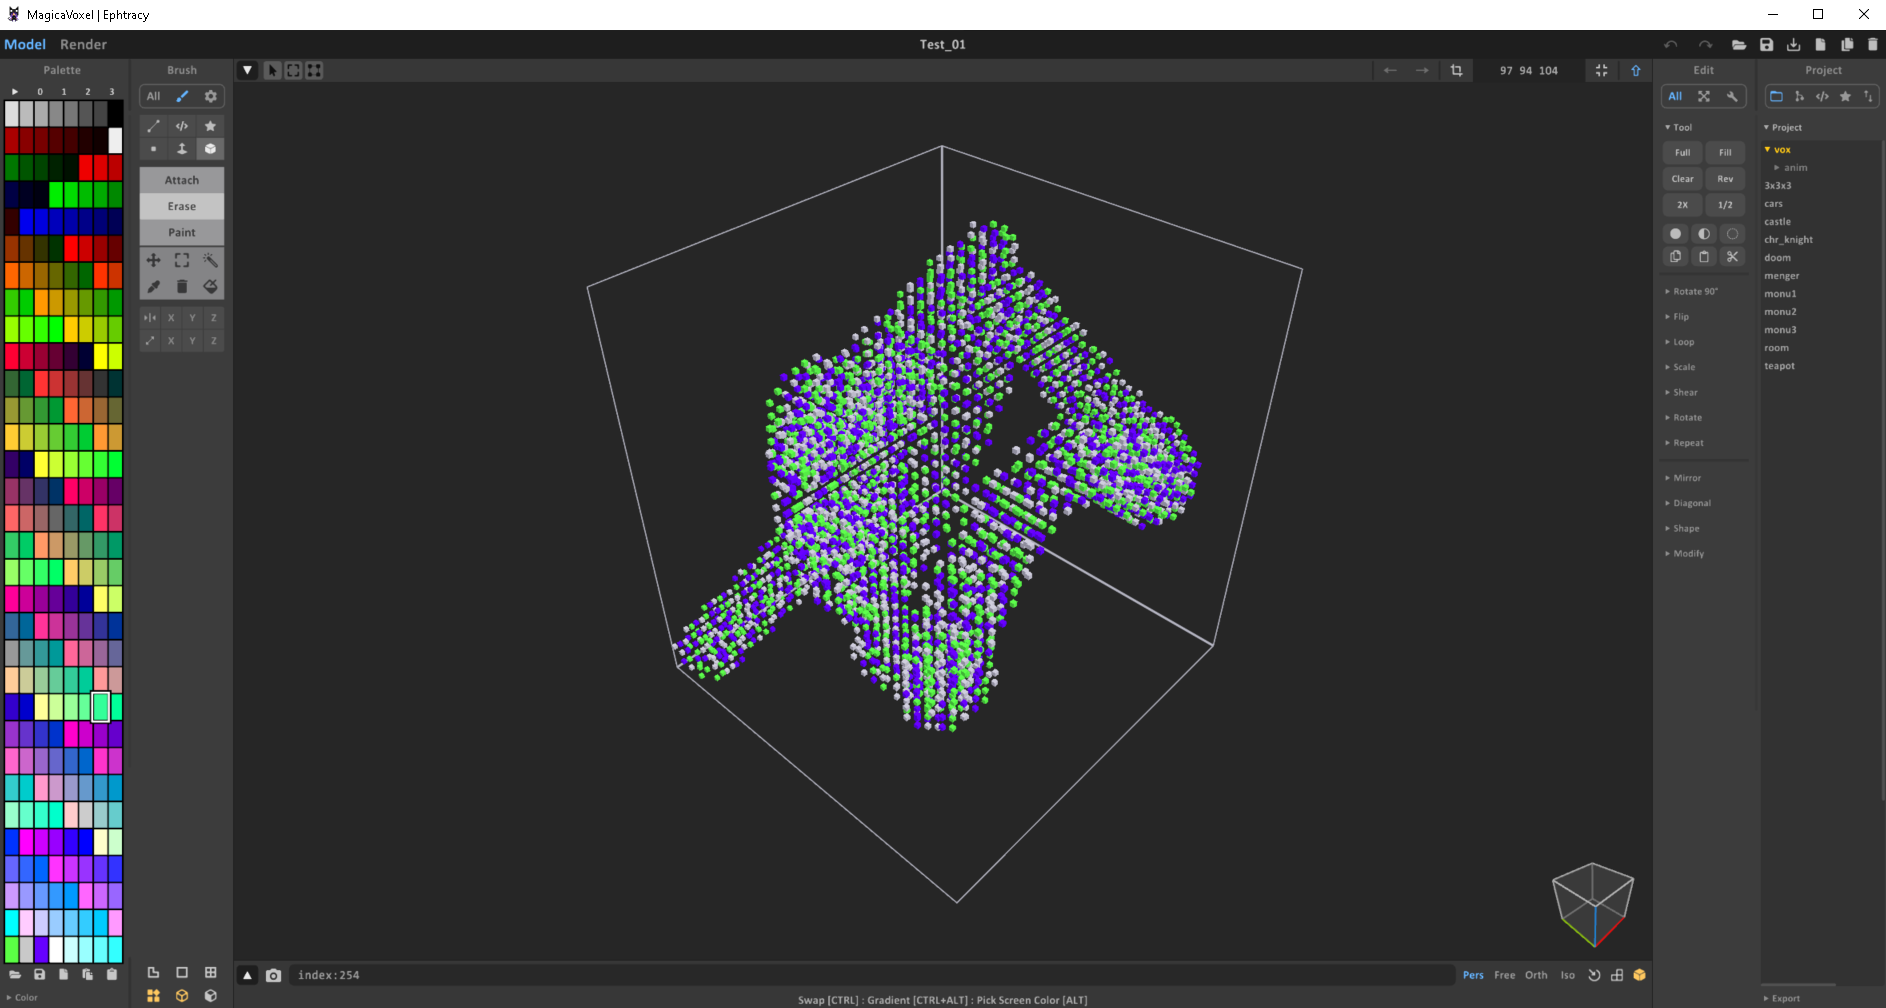 MagicaVoxel | Ephtracy
Model Render
Test_01
Palette
0 1 2 3
Color
Brush
All
Attach
Erase
Paint
X Y Z
X Y Z
97 94 104
index:254
Pers Free Orth Iso
Swap [CTRL] : Gradient [CTRL+ALT] : Pick Screen Color [ALT]
Edit
All
Tool
Full Fill
Clear Rev
2X 1/2
Rotate 90°
Flip
Loop
Scale
Shear
Rotate
Repeat
Mirror
Diagonal
Shape
Modify
Project
Project
vox
anim
3x3x3
cars
castle
chr_knight
doom
menger
monu1
monu2
monu3
room
teapot
Export